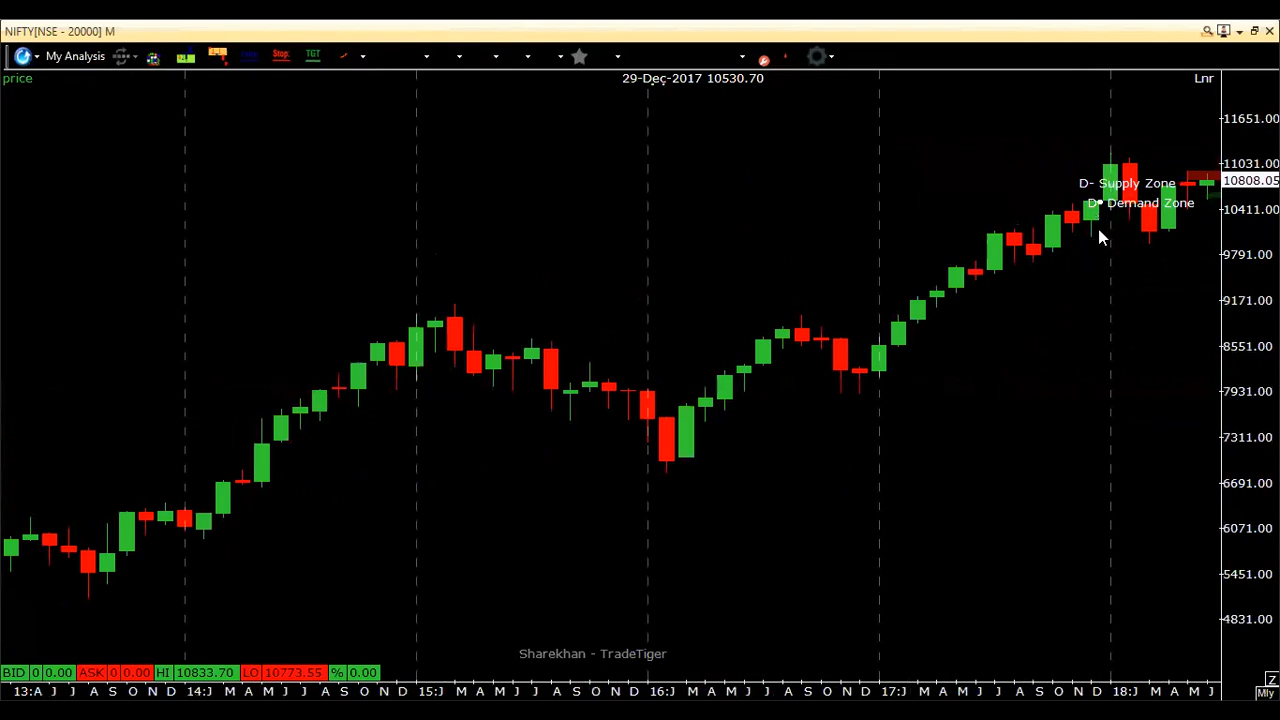 NIFTY[NSE - 20000] M
My Analysis
Stop:
TGT
price
29-Dec-2017 10530.70
Lnr
11651.00
11031.00
10808.05
10411.00
9791.00
9171.00
8551.00
7931.00
7311.00
6691.00
6071.00
5451.00
4831.00
D- Supply Zone
D- Demand Zone
Sharekhan - TradeTiger
BID 0 0.00 ASK 0 0.00 HI 10833.70 LO 10773.55 % 0.00
13:A J J A S O N D 14:J M A M J J A S O N D 15:J M A M J J A S O N D 16:J M A M J J A S O N D 17:J M A M J J A S O N D 18:J M A M J
Z
Mly